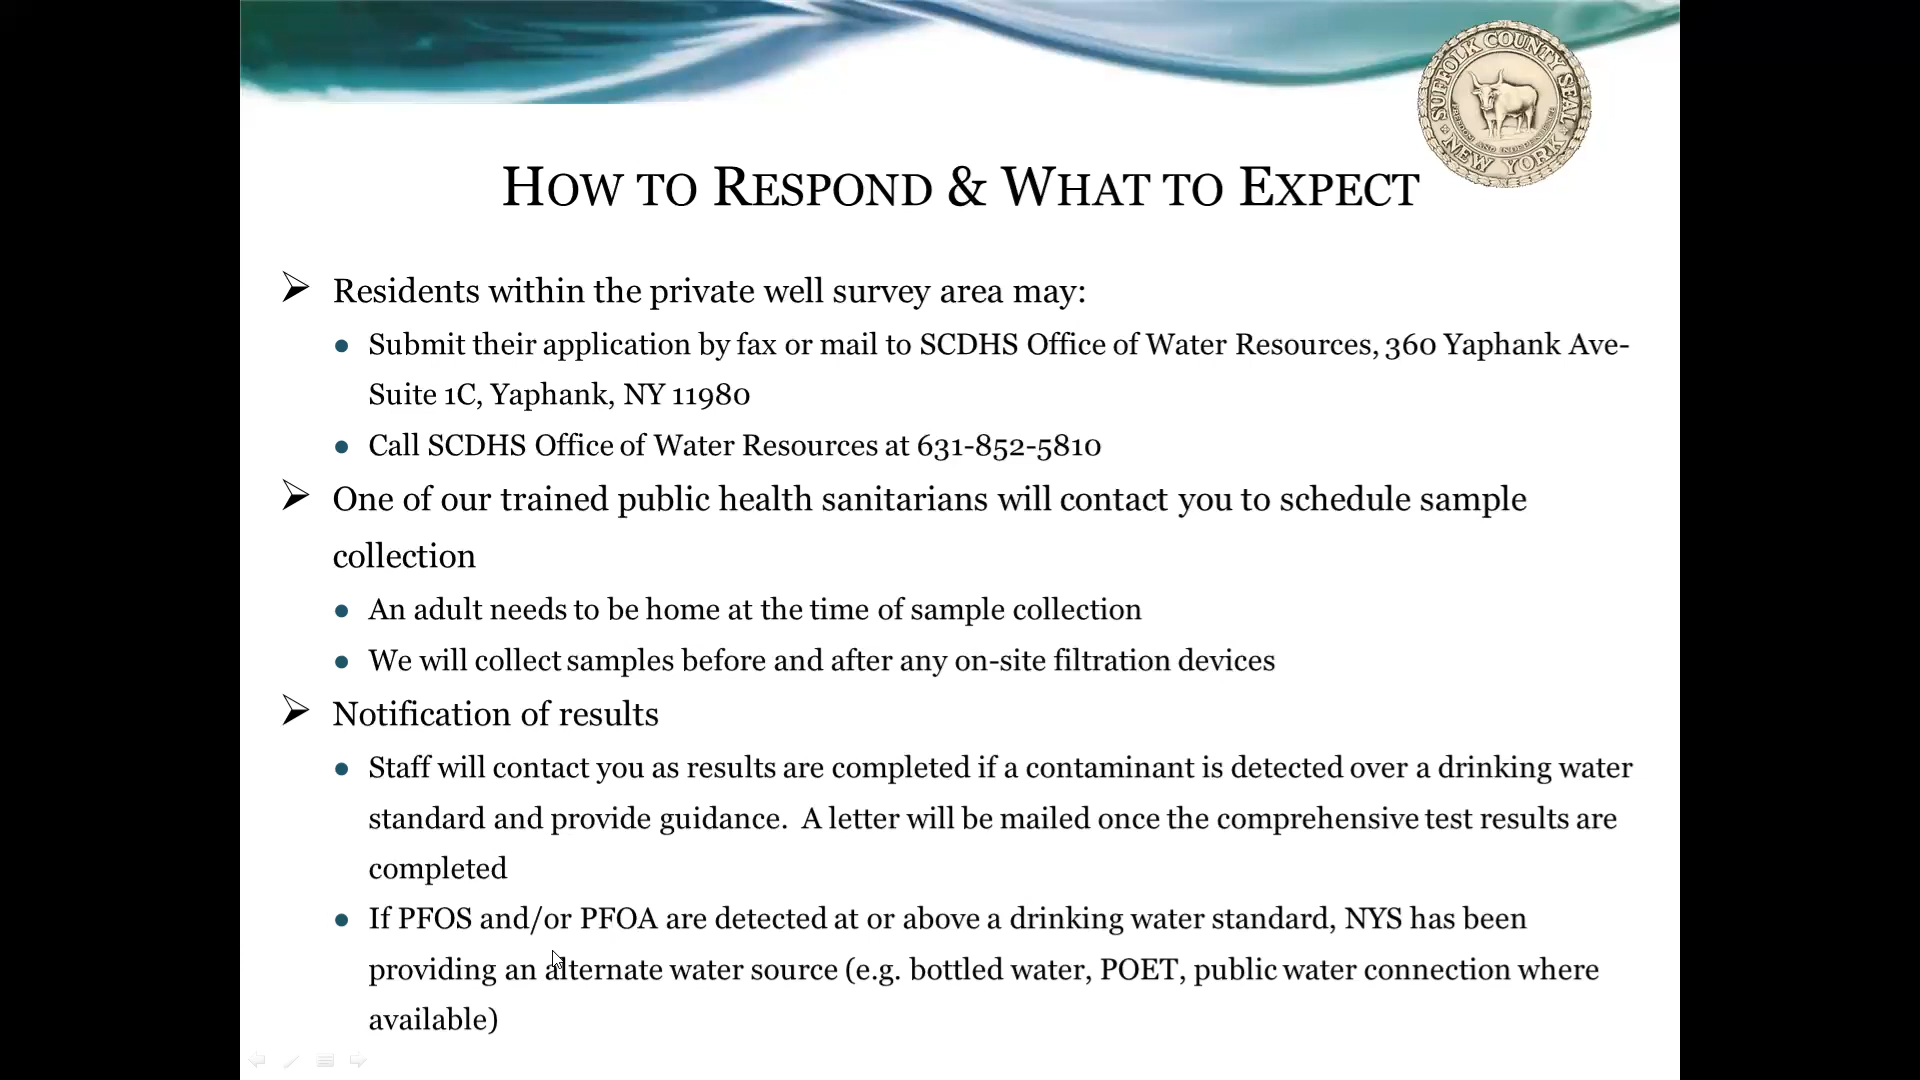 SUFFOLK COUNTY SEAL
NEW YORK
HOW TO RESPOND & WHAT TO EXPECT
Residents within the private well survey area may:
Submit their application by fax or mail to SCDHS Office of Water Resources, 360 Yaphank Ave-
Suite 1C, Yaphank, NY 11980
Call SCDHS Office of Water Resources at 631-852-5810
One of our trained public health sanitarians will contact you to schedule sample
collection
An adult needs to be home at the time of sample collection
We will collect samples before and after any on-site filtration devices
Notification of results
Staff will contact you as results are completed if a contaminant is detected over a drinking water
standard and provide guidance.  A letter will be mailed once the comprehensive test results are
completed
If PFOS and/or PFOA are detected at or above a drinking water standard, NYS has been
providing an alternate water source (e.g. bottled water, POET, public water connection where
available)